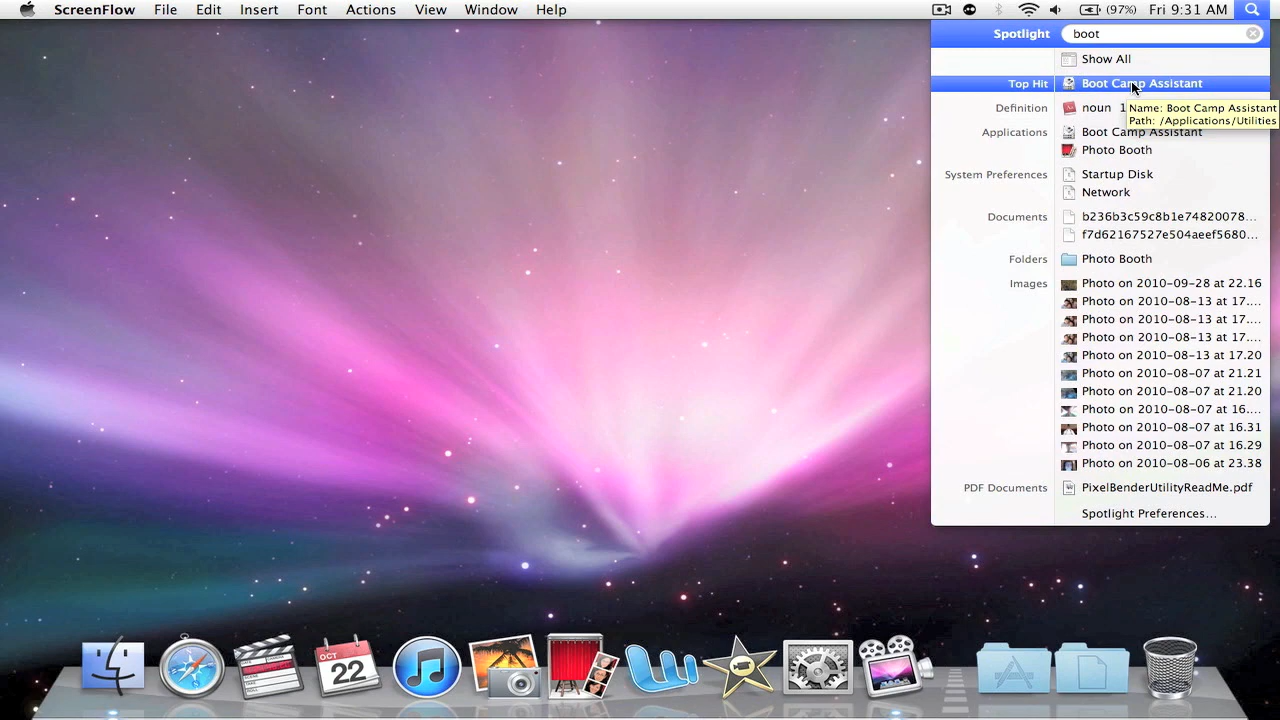 ScreenFlow File Edit Insert Font Actions View Window Help (97%) Fri 9:31 AM
Spotlight boot
Show All
Top Hit Boot Camp Assistant
Definition noun 1
Name: Boot Camp Assistant
Path: /Applications/Utilities
Applications Boot Camp Assistant
Photo Booth
System Preferences Startup Disk
Network
Documents b236b3c59c8b1e74820078...
f7d62167527e504aeef5680...
Folders Photo Booth
Images Photo on 2010-09-28 at 22.16
Photo on 2010-08-13 at 17....
Photo on 2010-08-13 at 17....
Photo on 2010-08-13 at 17....
Photo on 2010-08-13 at 17.20
Photo on 2010-08-07 at 21.21
Photo on 2010-08-07 at 21.20
Photo on 2010-08-07 at 16....
Photo on 2010-08-07 at 16.31
Photo on 2010-08-07 at 16.29
Photo on 2010-08-06 at 23.38
PDF Documents PixelBenderUtilityReadMe.pdf
Spotlight Preferences...
OCT
22